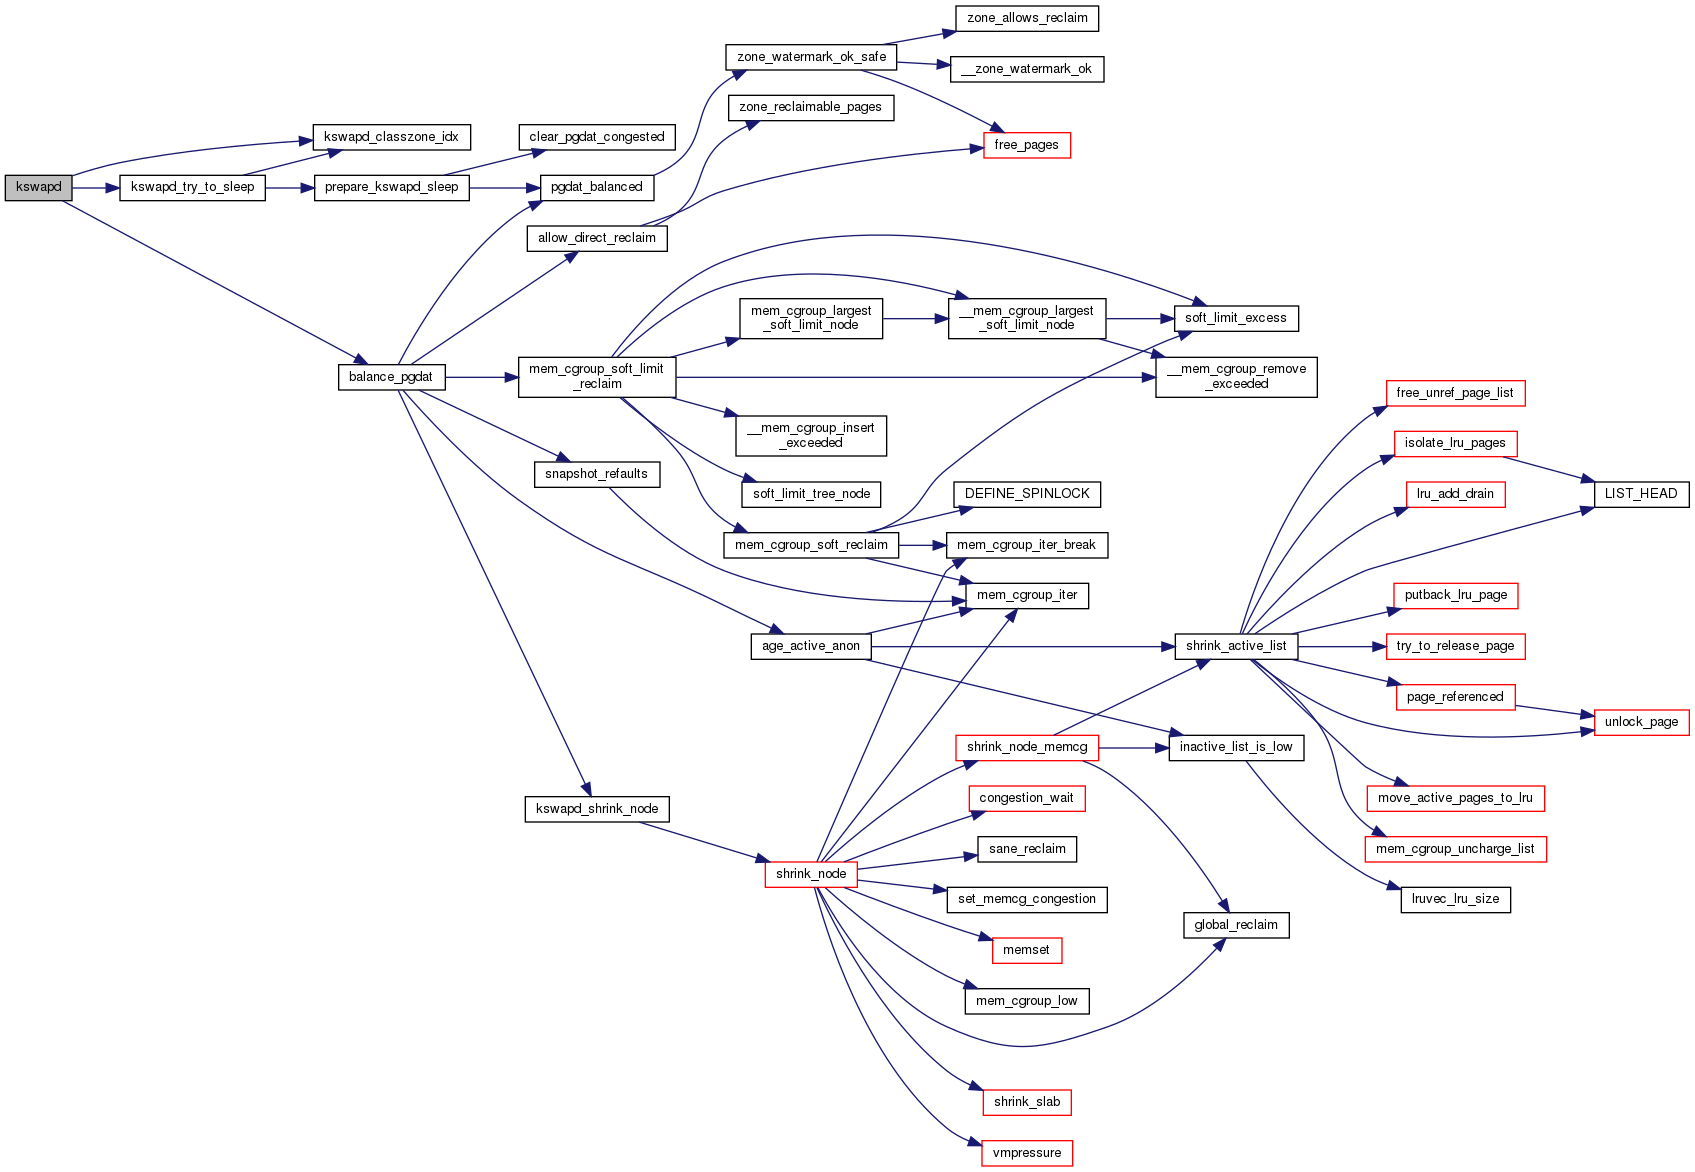 zone_allows_reclaim
zone_watermark_ok_safe
__zone_watermark_ok
zone_reclaimable_pages
kswapd_classzone_idx
clear_pgdat_congested
free_pages
kswapd
kswapd_try_to_sleep
prepare_kswapd_sleep
pgdat_balanced
allow_direct_reclaim
mem_cgroup_largest
_soft_limit_node
__mem_cgroup_largest
_soft_limit_node
soft_limit_excess
balance_pgdat
mem_cgroup_soft_limit
_reclaim
__mem_cgroup_remove
_exceeded
free_unref_page_list
__mem_cgroup_insert
_exceeded
isolate_lru_pages
snapshot_refaults
soft_limit_tree_node
DEFINE_SPINLOCK
lru_add_drain
LIST_HEAD
mem_cgroup_soft_reclaim
mem_cgroup_iter_break
mem_cgroup_iter
putback_lru_page
age_active_anon
shrink_active_list
try_to_release_page
page_referenced
unlock_page
shrink_node_memcg
inactive_list_is_low
congestion_wait
move_active_pages_to_lru
kswapd_shrink_node
sane_reclaim
mem_cgroup_uncharge_list
shrink_node
set_memcg_congestion
lruvec_lru_size
global_reclaim
memset
mem_cgroup_low
shrink_slab
vmpressure